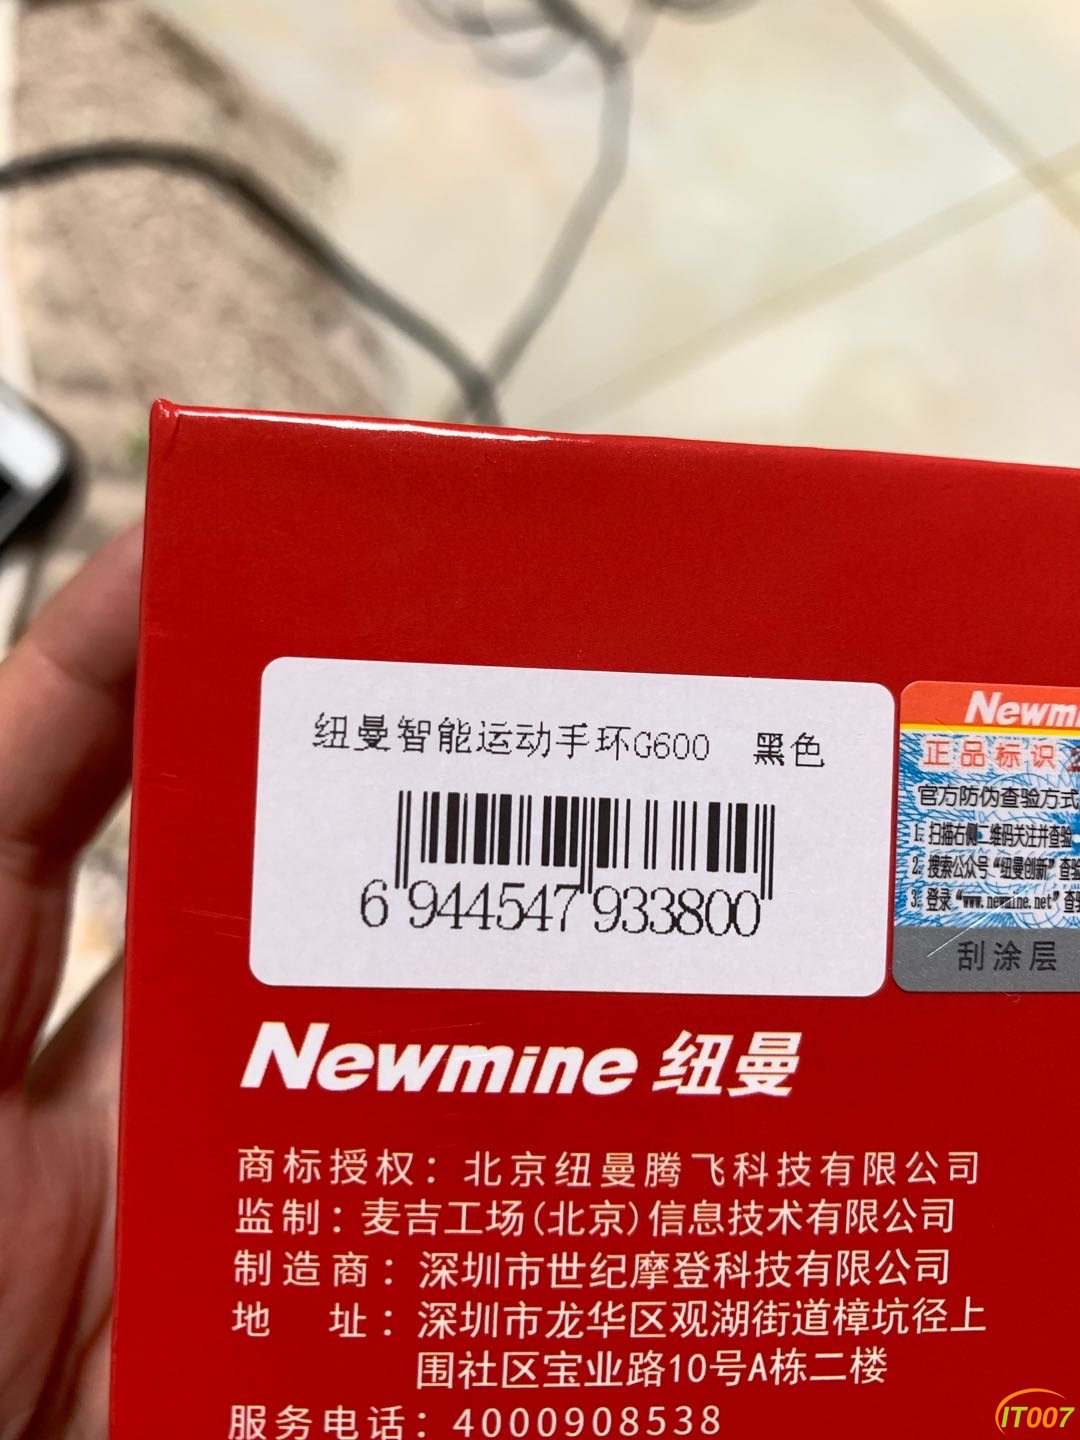 纽曼智能运动手环G600 黑色
6 944547 933800
Newmi
正品标识
官方防伪查验方式
1. 扫描右侧二维码关注并查验
2. 搜索公众号“纽曼创新”查验
3. 登录“www.newmine.net”查验
刮涂层
Newmine 纽曼
商标授权：北京纽曼腾飞科技有限公司
监制：麦吉工场(北京)信息技术有限公司
制造商：深圳市世纪摩登科技有限公司
地 址：深圳市龙华区观湖街道樟坑径上
围社区宝业路10号A栋二楼
服务电话：4000908538
IT007